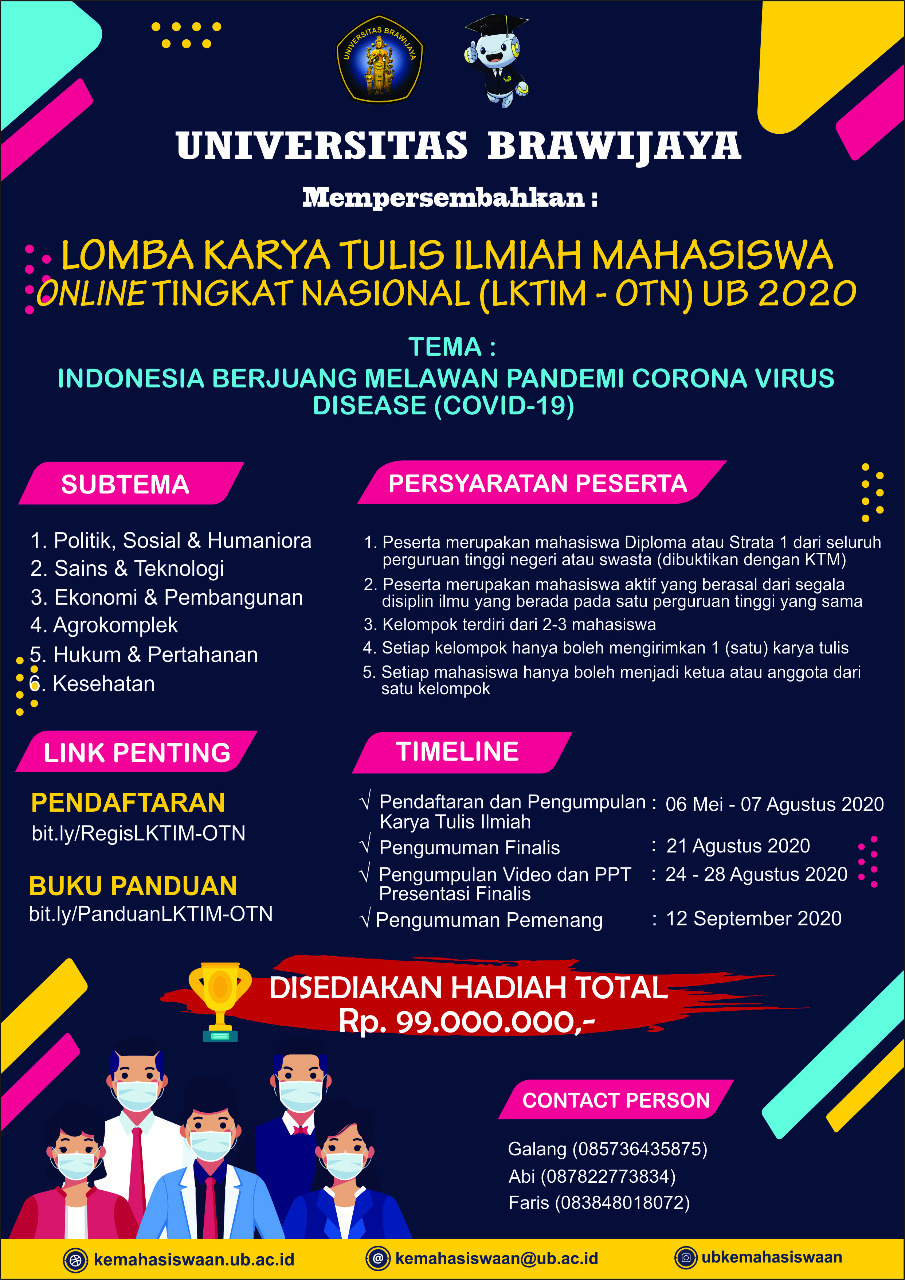 UNIVERSITAS BRAWIJAYA
UNIVERSITAS BRAWIJAYA
Mempersembahkan :
LOMBA KARYA TULIS ILMIAH MAHASISWA
ONLINE TINGKAT NASIONAL (LKTIM - OTN) UB 2020
TEMA :
INDONESIA BERJUANG MELAWAN PANDEMI CORONA VIRUS
DISEASE (COVID-19)
SUBTEMA
1. Politik, Sosial & Humaniora
2. Sains & Teknologi
3. Ekonomi & Pembangunan
4. Agrokomplek
5. Hukum & Pertahanan
6. Kesehatan
PERSYARATAN PESERTA
1. Peserta merupakan mahasiswa Diploma atau Strata 1 dari seluruh
perguruan tinggi negeri atau swasta (dibuktikan dengan KTM)
2. Peserta merupakan mahasiswa aktif yang berasal dari segala
disiplin ilmu yang berada pada satu perguruan tinggi yang sama
3. Kelompok terdiri dari 2-3 mahasiswa
4. Setiap kelompok hanya boleh mengirimkan 1 (satu) karya tulis
5. Setiap mahasiswa hanya boleh menjadi ketua atau anggota dari
satu kelompok
LINK PENTING
PENDAFTARAN
bit.ly/RegisLKTIM-OTN
BUKU PANDUAN
bit.ly/PanduanLKTIM-OTN
TIMELINE
√ Pendaftaran dan Pengumpulan : 06 Mei - 07 Agustus 2020
Karya Tulis Ilmiah
√ Pengumuman Finalis : 21 Agustus 2020
√ Pengumpulan Video dan PPT : 24 - 28 Agustus 2020
Presentasi Finalis
√ Pengumuman Pemenang : 12 September 2020
DISEDIAKAN HADIAH TOTAL
Rp. 99.000.000,-
CONTACT PERSON
Galang (085736435875)
Abi (087822773834)
Faris (083848018072)
kemahasiswaan.ub.ac.id
kemahasiswaan@ub.ac.id
ubkemahasiswaan